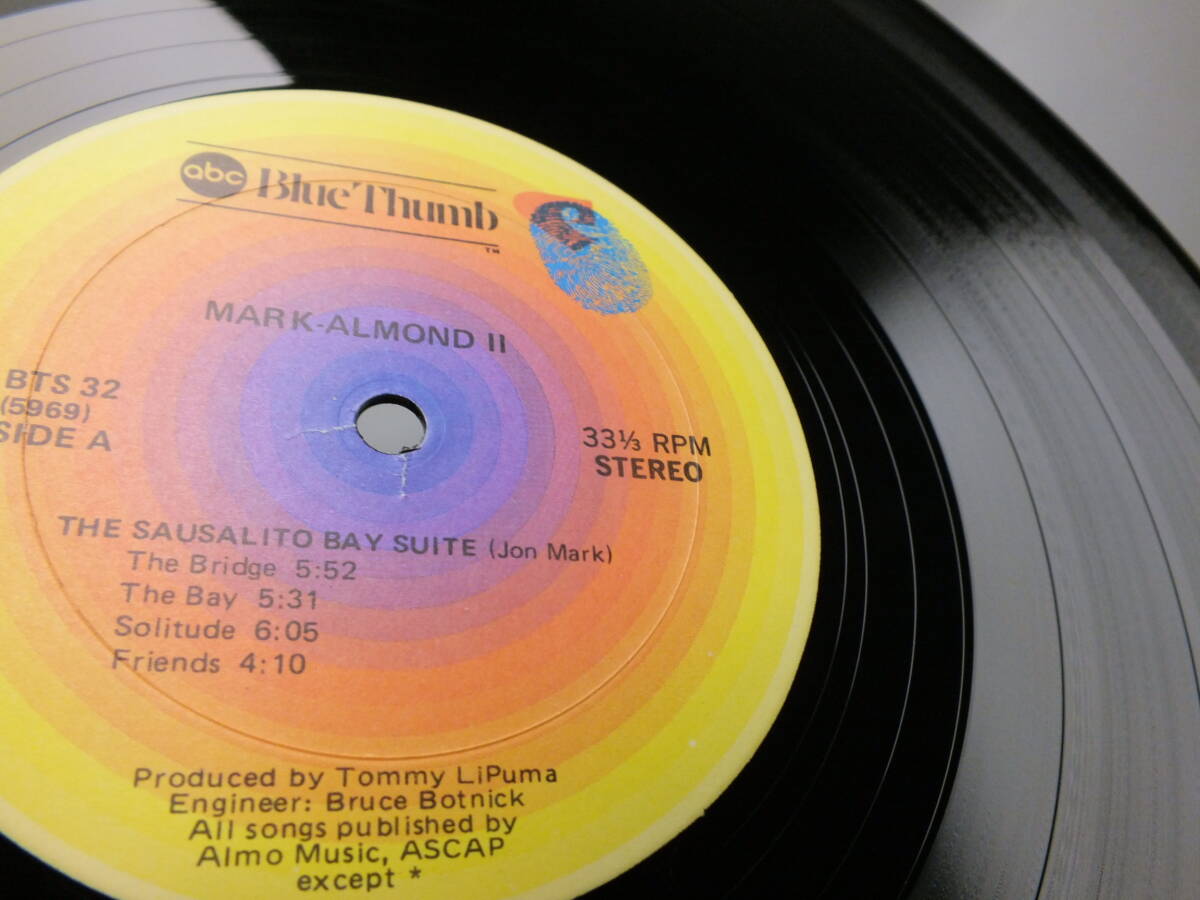 abc Blue Thumb ™
MARK-ALMOND II
BTS 32
(5969)
SIDE A
33⅓ RPM
STEREO
THE SAUSALITO BAY SUITE (Jon Mark)
The Bridge 5:52
The Bay 5:31
Solitude 6:05
Friends 4:10
Produced by Tommy LiPuma
Engineer: Bruce Botnick
All songs published by
Almo Music, ASCAP
except *